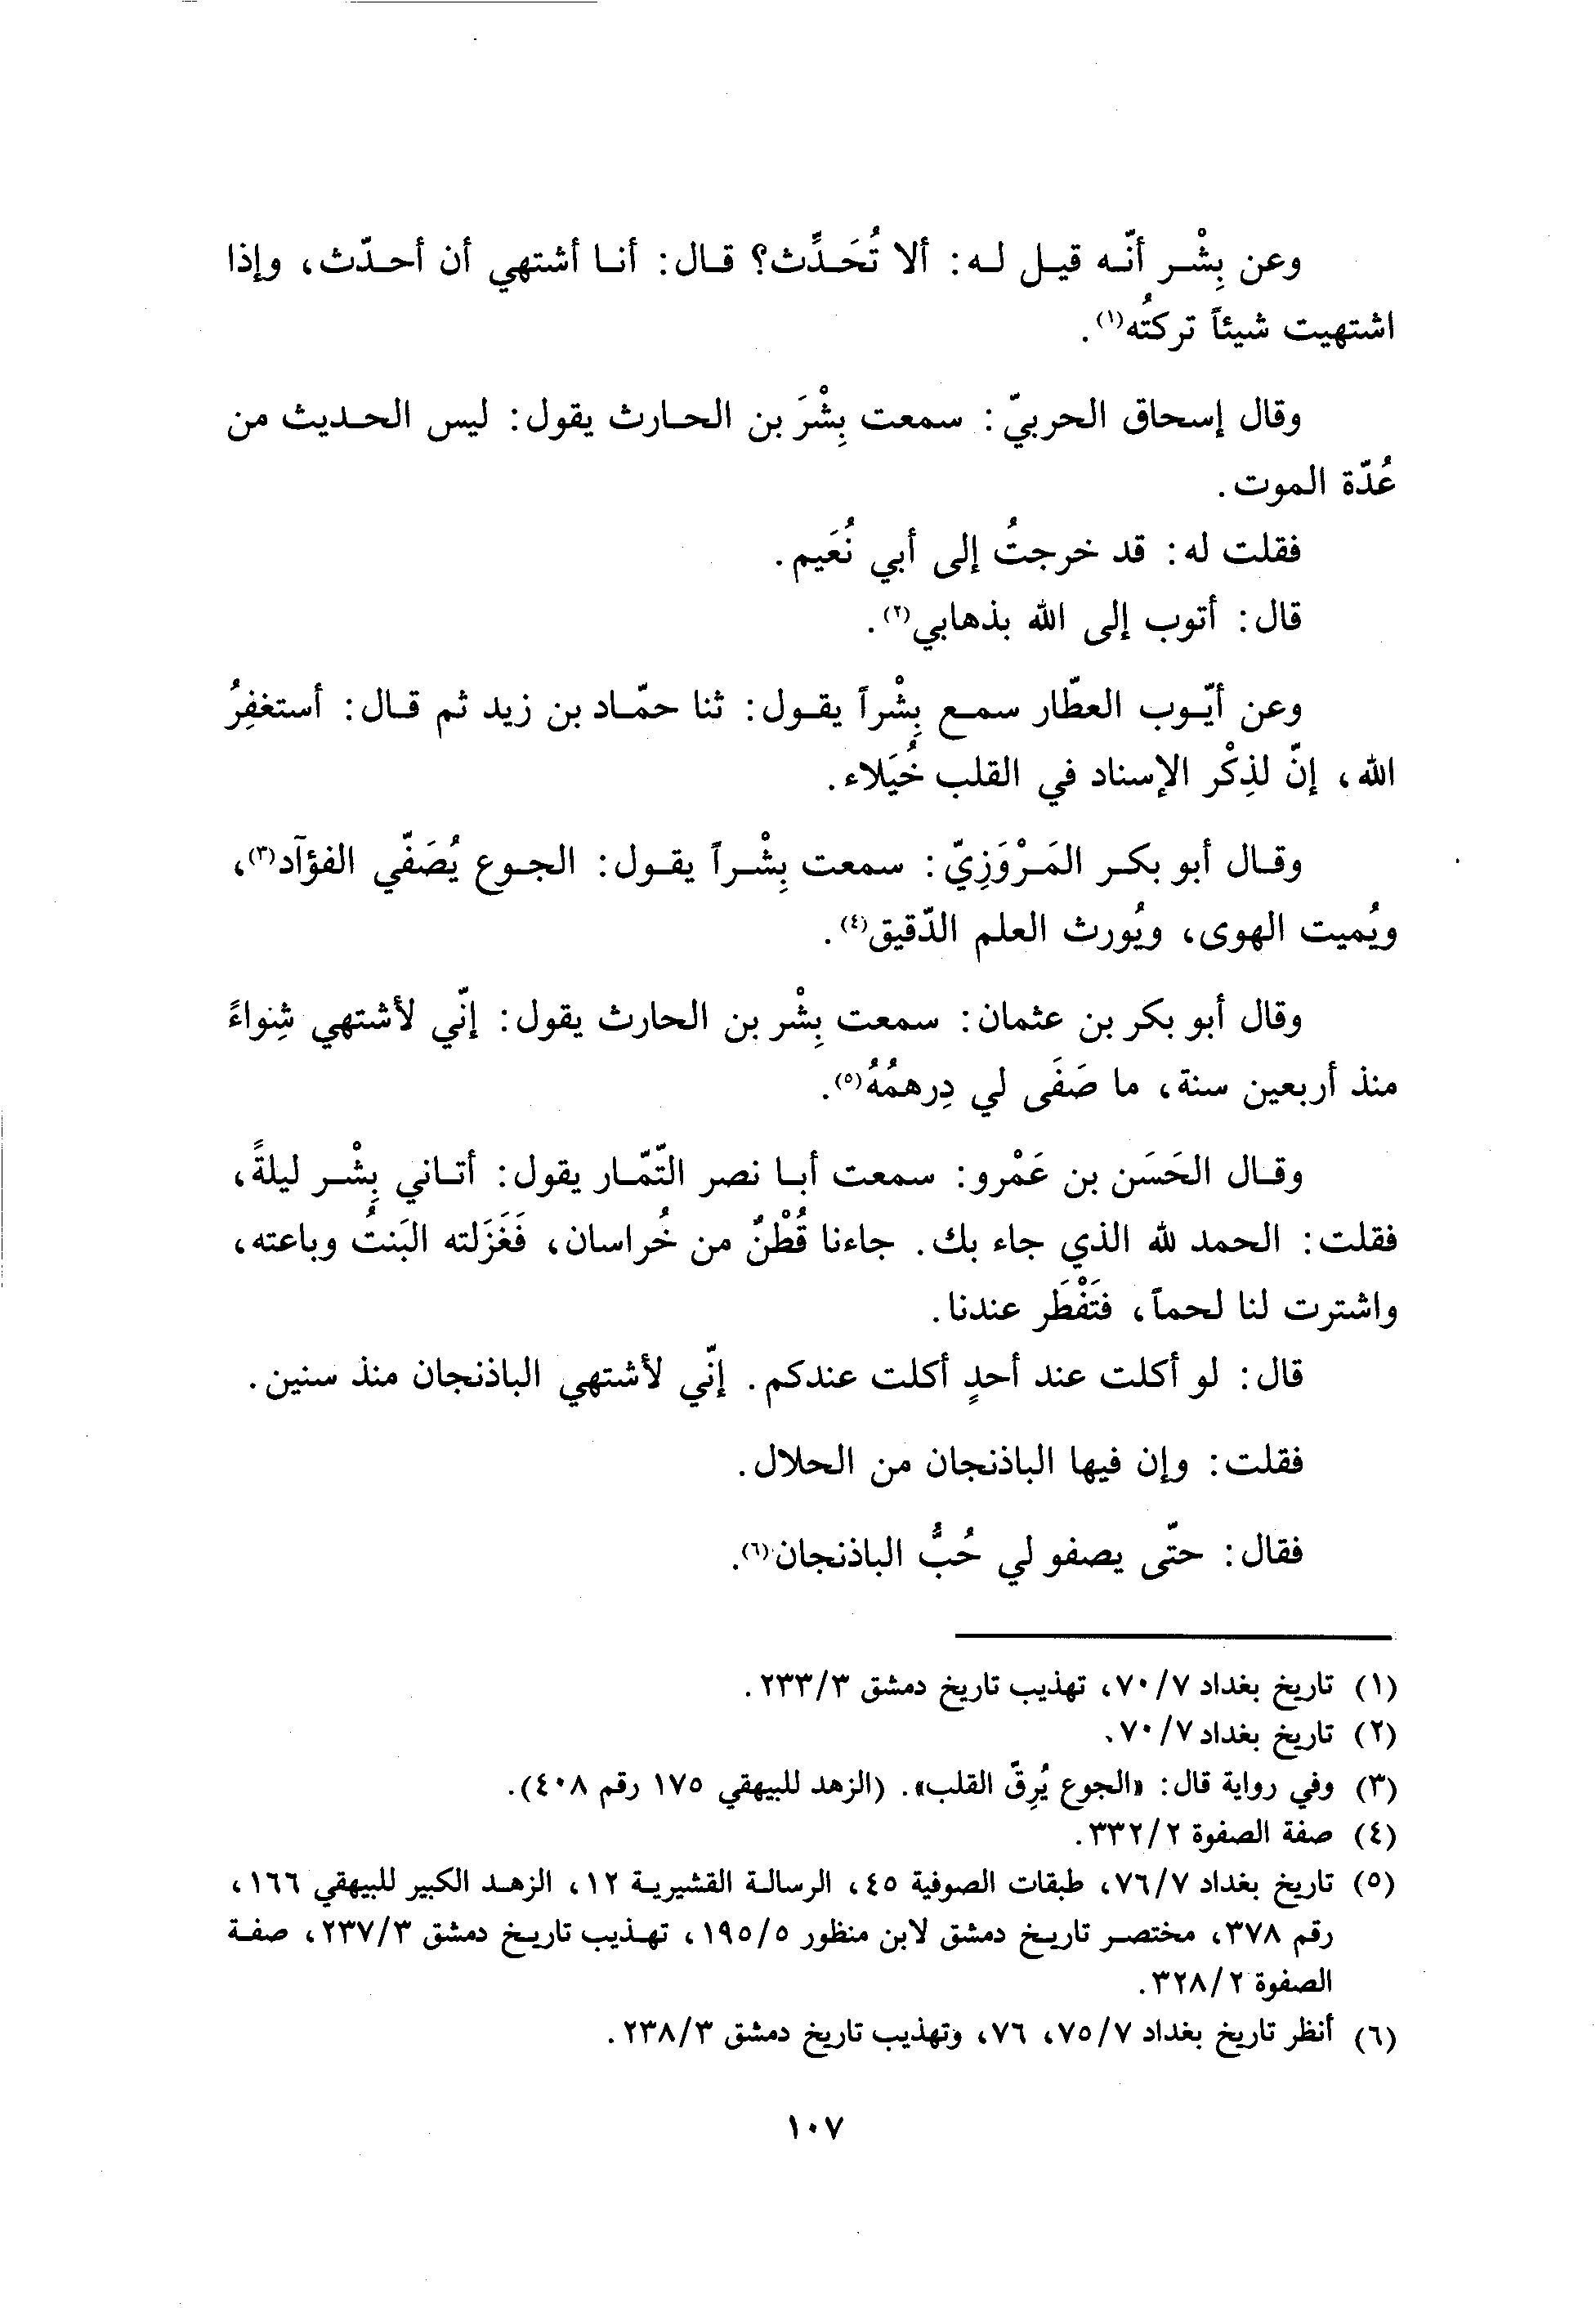 وعن بِشْر أنّه قيل له: ألا تُحَدِّث؟ قال: أنا أشتهي أن أحدّث، وإذا
اشتهيت شيئاً تركتُه(١).
وقال إسحاق الحربيّ: سمعت بِشْرَ بن الحارث يقول: ليس الحديث من
عُدّة الموت.
فقلت له: قد خرجتُ إلى أبي نُعَيم.
قال: أتوب إلى الله بذهابي(٢).
وعن أيّوب العطّار سمع بِشْراً يقول: ثنا حمّاد بن زيد ثم قال: أستغفِرُ
الله، إنّ لذِكْر الإسناد في القلب خُيَلاء.
وقال أبو بكر المَرْوَزِيّ: سمعت بِشْراً يقول: الجوع يُصَفّي الفؤآد(٣)،
ويُميت الهوى، ويُورث العلم الدّقيق(٤).
وقال أبو بكر بن عثمان: سمعت بِشْر بن الحارث يقول: إنّي لأشتهي شِواءً
منذ أربعين سنة، ما صَفَى لي دِرهمُهُ(٥).
وقال الحَسَن بن عَمْرو: سمعت أبا نصر التّمّار يقول: أتاني بِشْر ليلةً،
فقلت: الحمد لله الذي جاء بك. جاءنا قُطْنٌ من خُراسان، فَغَزَلته البَنتُ وباعته،
واشترت لنا لحماً، فتَفْطَر عندنا.
قال: لو أكلت عند أحدٍ أكلت عندكم. إنّي لأشتهي الباذنجان منذ سنين.
فقلت: وإن فيها الباذنجان من الحلال.
فقال: حتّى يصفو لي حُبُّ الباذنجان(٦).
(١) تاريخ بغداد ٧/ ٧٠، تهذيب تاريخ دمشق ٣/ ٢٣٣.
(٢) تاريخ بغداد ٧/ ٧٠.
(٣) وفي رواية قال: «الجوع يُرِقّ القلب». (الزهد للبيهقي ١٧٥ رقم ٤٠٨).
(٤) صفة الصفوة ٢/ ٣٣٢.
(٥) تاريخ بغداد ٧/ ٧٦، طبقات الصوفية ٤٥، الرسالة القشيرية ١٢، الزهد الكبير للبيهقي ١٦٦،
رقم ٣٧٨، مختصر تاريخ دمشق لابن منظور ٥/ ١٩٥، تهذيب تاريخ دمشق ٣/ ٢٣٧، صفة
الصفوة ٢/ ٣٢٨.
(٦) أنظر تاريخ بغداد ٧/ ٧٥، ٧٦، وتهذيب تاريخ دمشق ٣/ ٢٣٨.
١٠٧